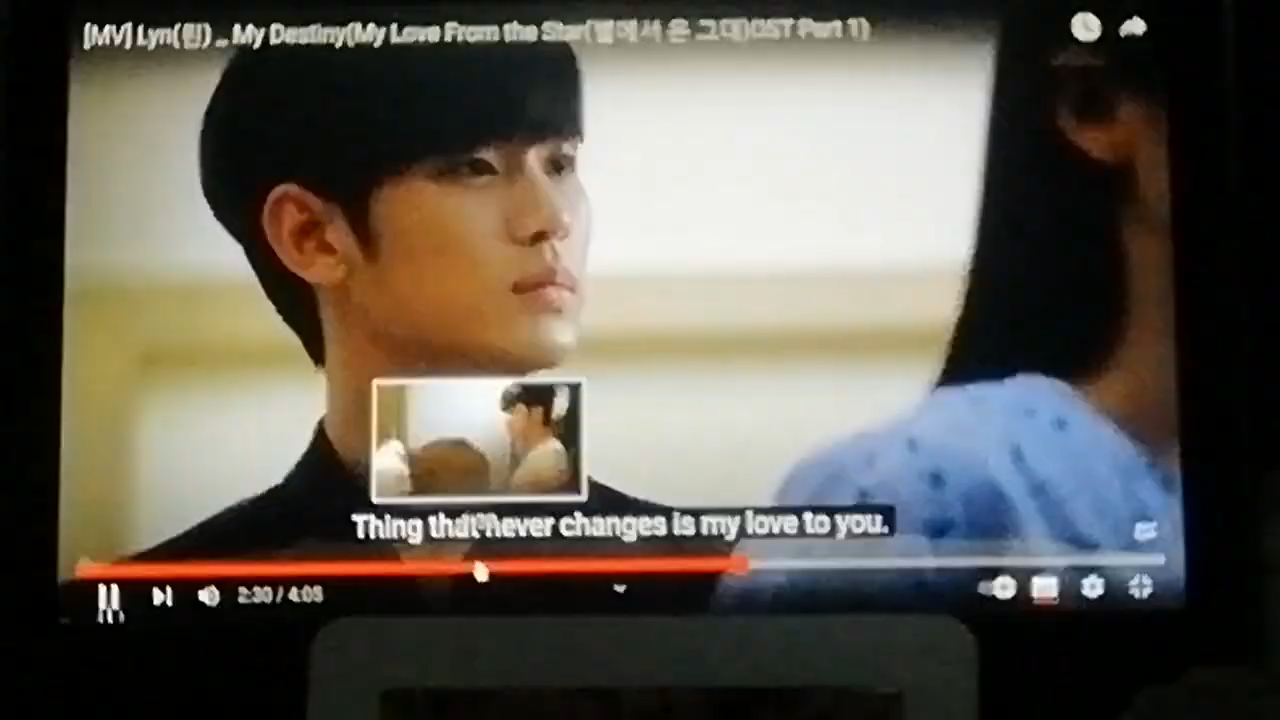 [MV] Lyn(린) _ My Destiny(My Love From the Star(별에서 온 그대) OST Part 1)
Thing that never changes is my love to you.
2:30 / 4:05